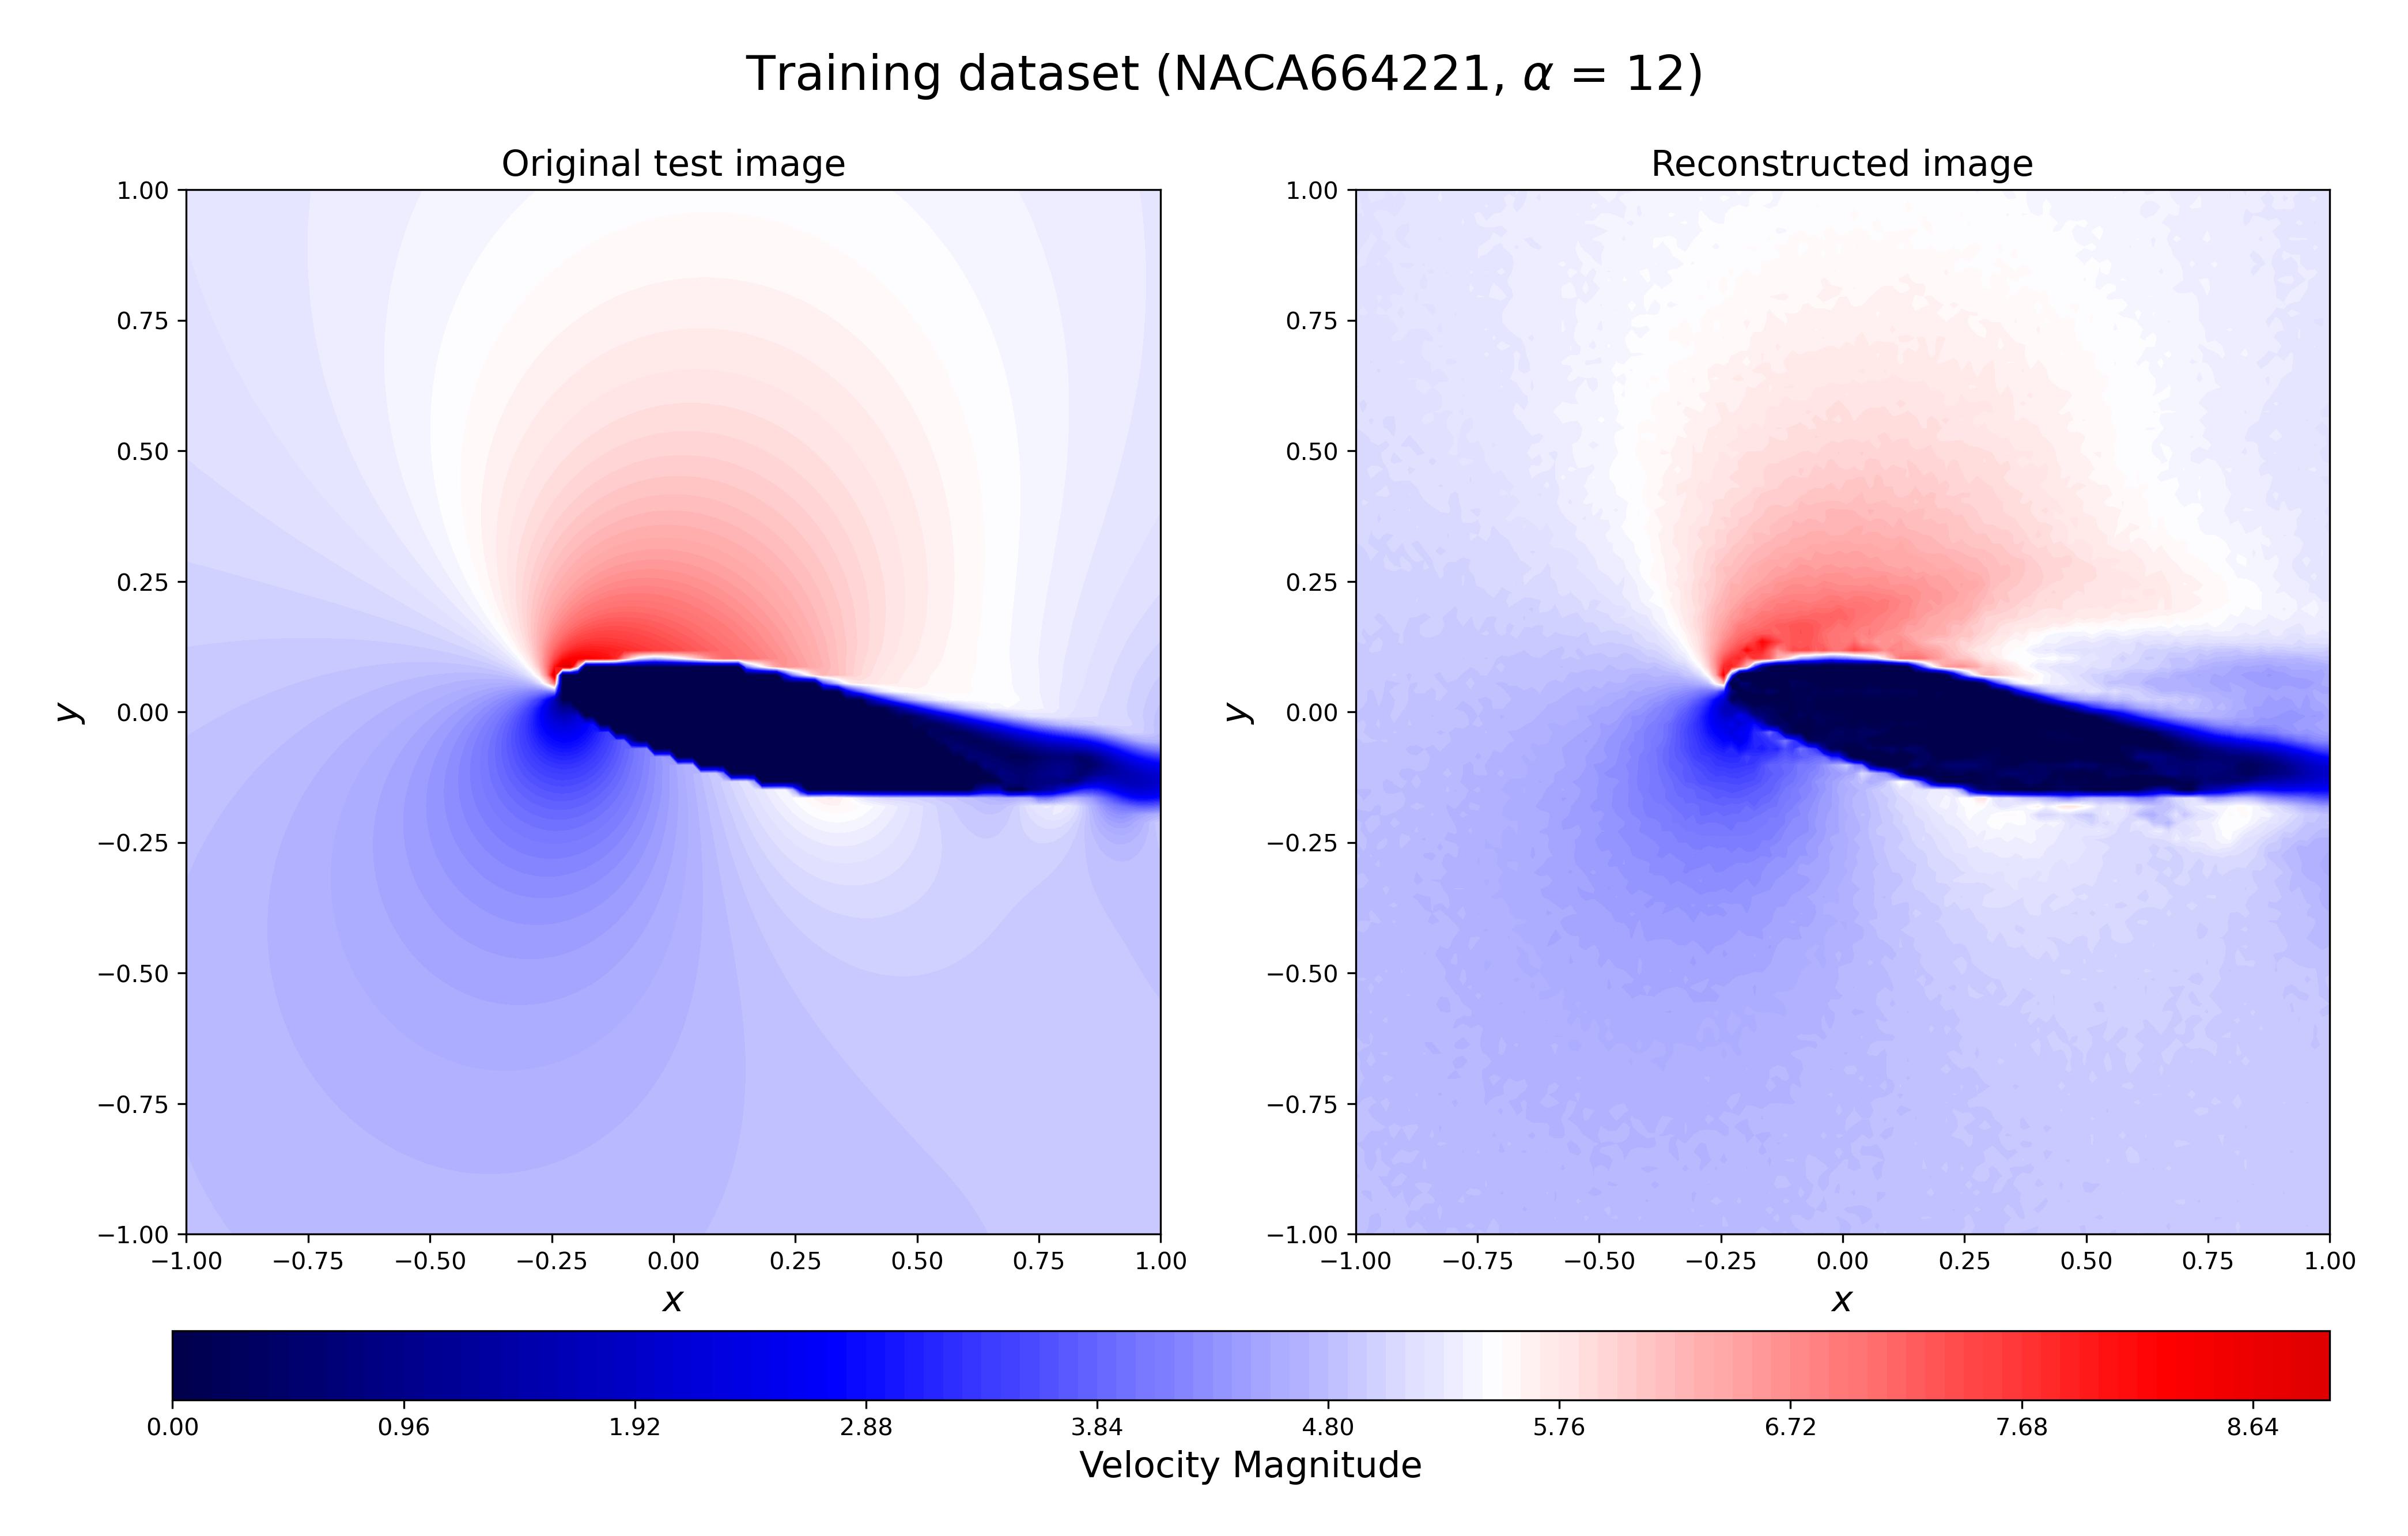 Training dataset (NACA664221, α = 12)
Original test image
Reconstructed image
1.00
0.75
0.50
0.25
0.00
−0.25
−0.50
−0.75
−1.00
y
−1.00 −0.75 −0.50 −0.25 0.00 0.25 0.50 0.75 1.00
x
1.00
0.75
0.50
0.25
0.00
−0.25
−0.50
−0.75
−1.00
y
−1.00 −0.75 −0.50 −0.25 0.00 0.25 0.50 0.75 1.00
x
0.00 0.96 1.92 2.88 3.84 4.80 5.76 6.72 7.68 8.64
Velocity Magnitude